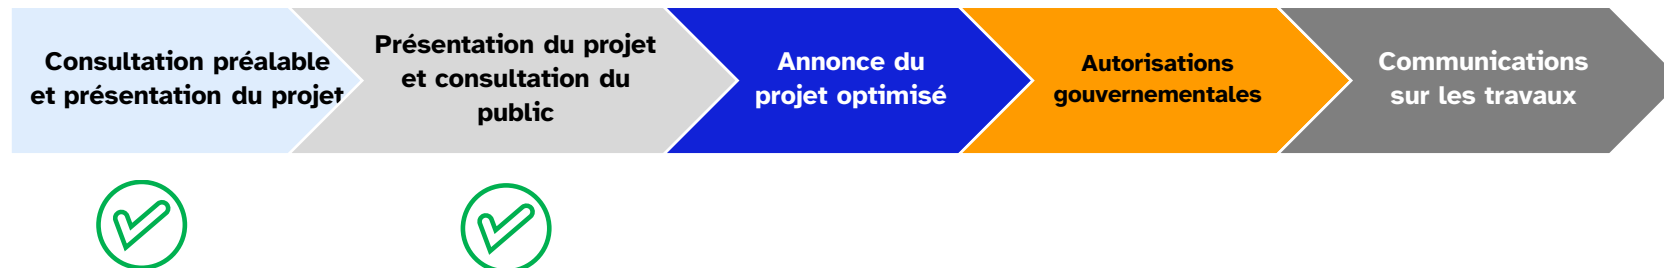 Consultation préalable
et présentation du projet
Présentation du projet
et consultation du
public
Annonce du
projet optimisé
Autorisations
gouvernementales
Communications
sur les travaux